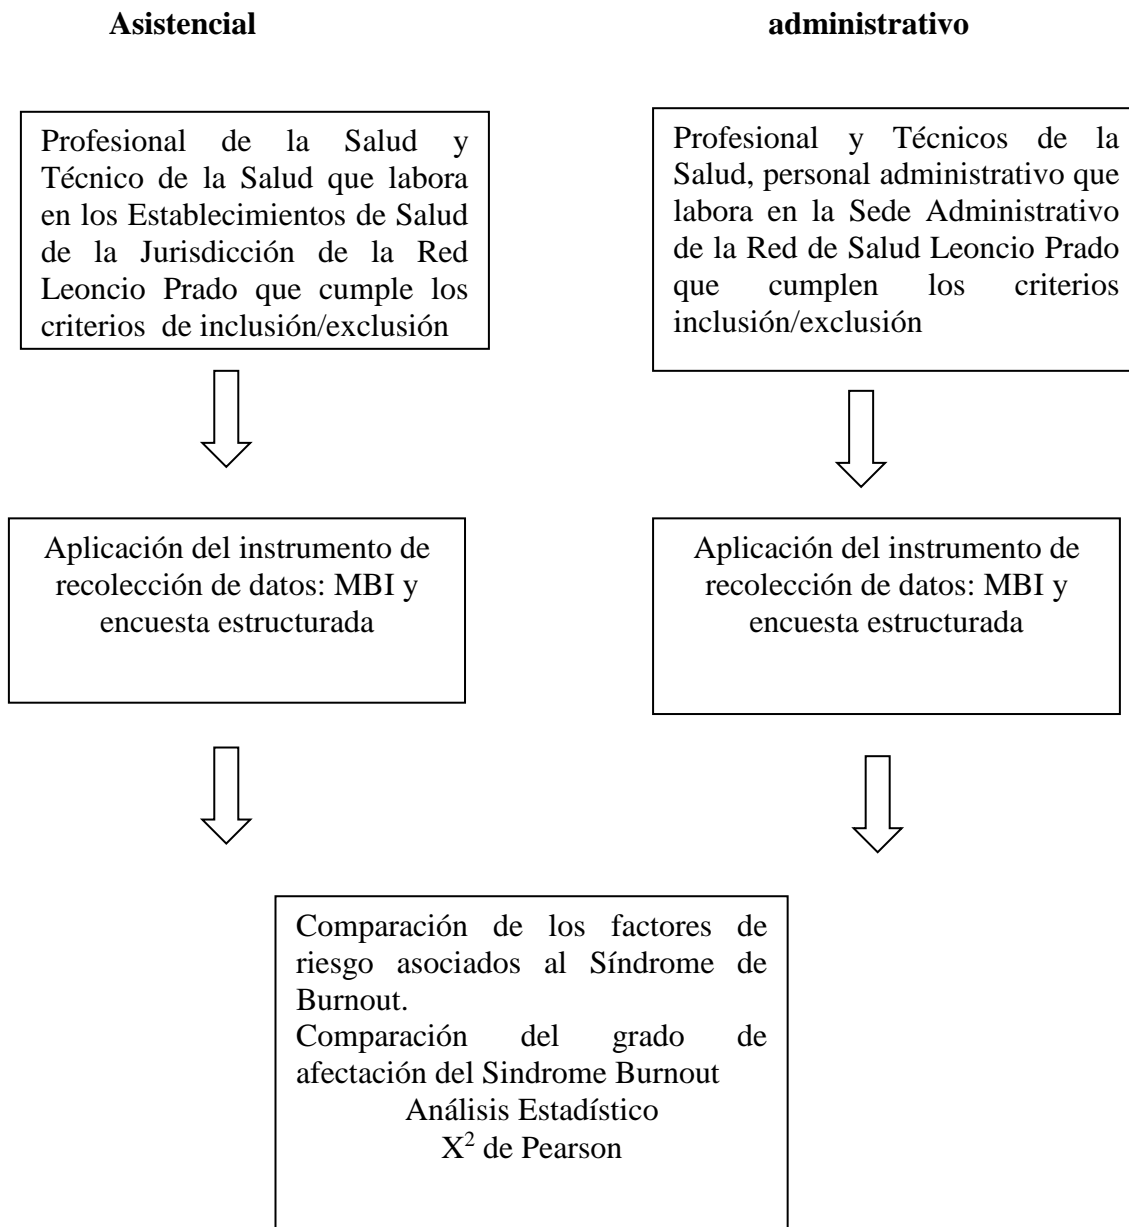 Asistencial
administrativo
Profesional de la Salud y
Técnico de la Salud que labora
en los Establecimientos de Salud
de la Jurisdicción de la Red
Leoncio Prado que cumple los
criterios de inclusión/exclusión
Profesional y Técnicos de la
Salud, personal administrativo que
labora en la Sede Administrativo
de la Red de Salud Leoncio Prado
que cumplen los criterios
inclusión/exclusión
Aplicación del instrumento de
recolección de datos: MBI y
encuesta estructurada
Aplicación del instrumento de
recolección de datos: MBI y
encuesta estructurada
Comparación de los factores de
riesgo asociados al Síndrome de
Burnout.
Comparación del grado de
afectación del Sindrome Burnout
Análisis Estadístico
X² de Pearson